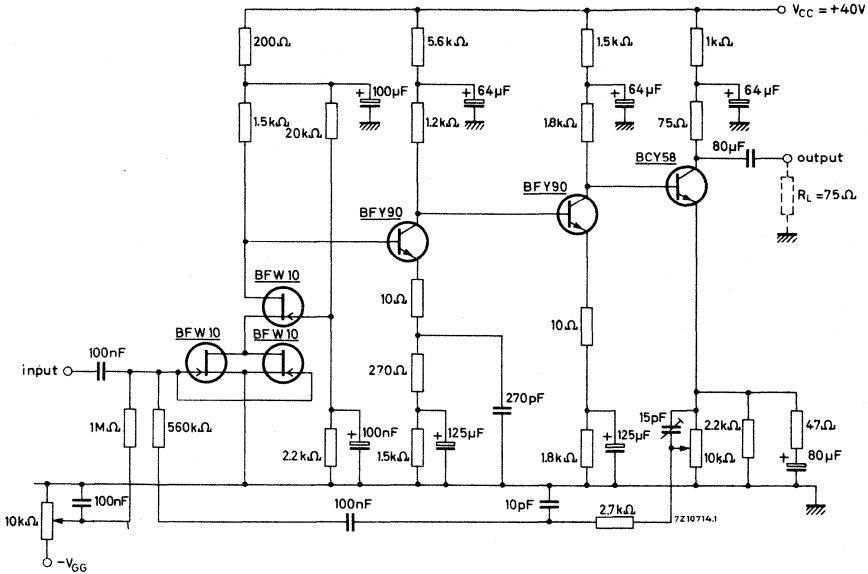 VCC = +40V
200Ω
5.6kΩ
1.5kΩ
1kΩ
+ 100µF
+ 64µF
+ 64µF
+ 64µF
1.5kΩ
20kΩ
1.2kΩ
1.8kΩ
75Ω
80µF
output
BCY58
BFY90
BFY90
RL = 75Ω
BFW10
10Ω
10Ω
BFW10
BFW10
100nF
input
270Ω
270pF
1MΩ
560kΩ
2.2kΩ
+ 100nF
1.5kΩ
+ 125µF
1.8kΩ
+ 125µF
15pF
10kΩ
2.2kΩ
47Ω
+ 80µF
100nF
100nF
10pF
10kΩ
2.7kΩ
7Z10714.1
-VGG